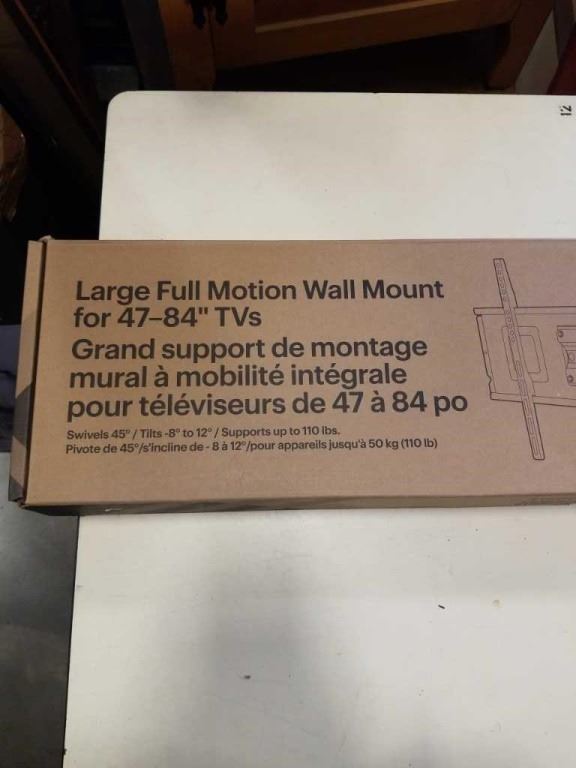 Large Full Motion Wall Mount
for 47–84" TVs
Grand support de montage
mural à mobilité intégrale
pour téléviseurs de 47 à 84 po
Swivels 45° / Tilts -8° to 12° / Supports up to 110 lbs.
Pivote de 45°/s'incline de - 8 à 12°/pour appareils jusqu'à 50 kg (110 lb)